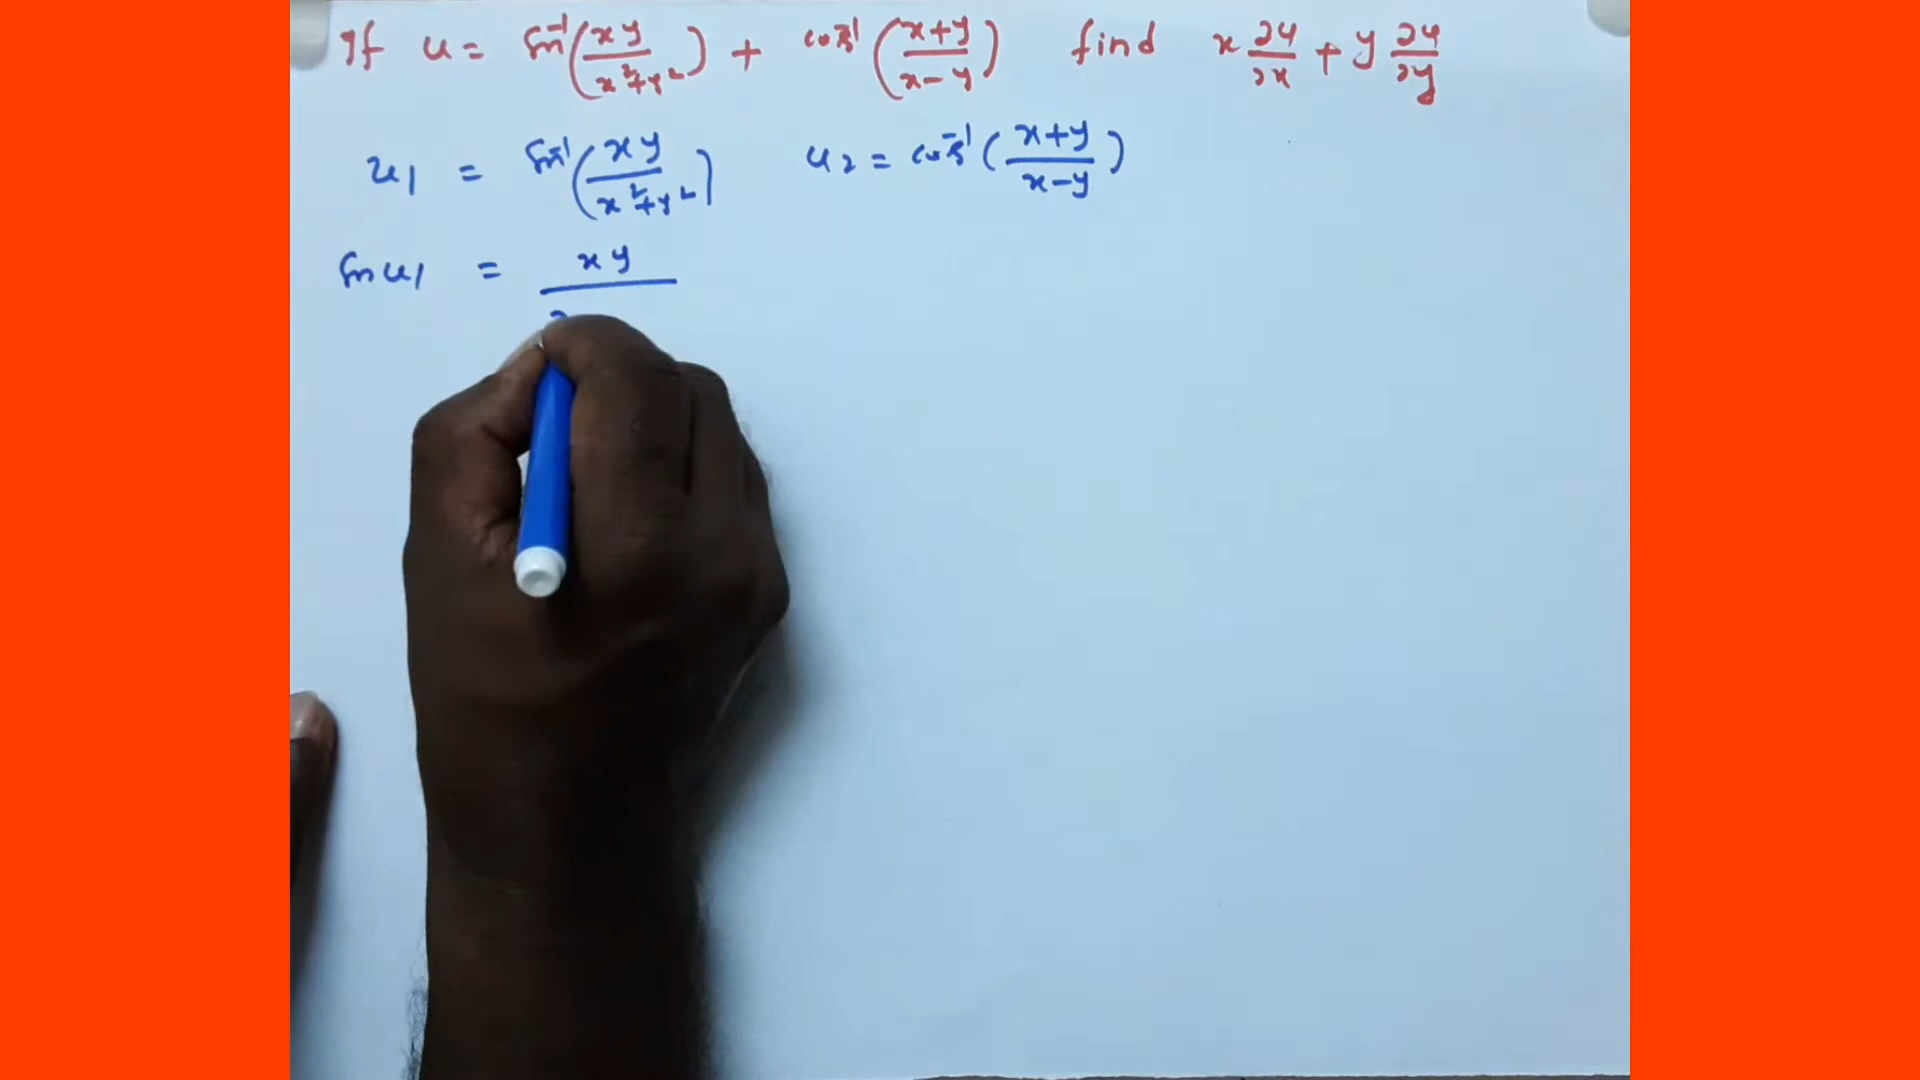 If u = sin⁻¹(xy/(x²+y²)) + cos⁻¹((x+y)/(x-y)) find x ∂u/∂x + y ∂u/∂y
u₁ = sin⁻¹(xy/(x²+y²)) u₂ = cos⁻¹((x+y)/(x-y))
sin u₁ = xy/